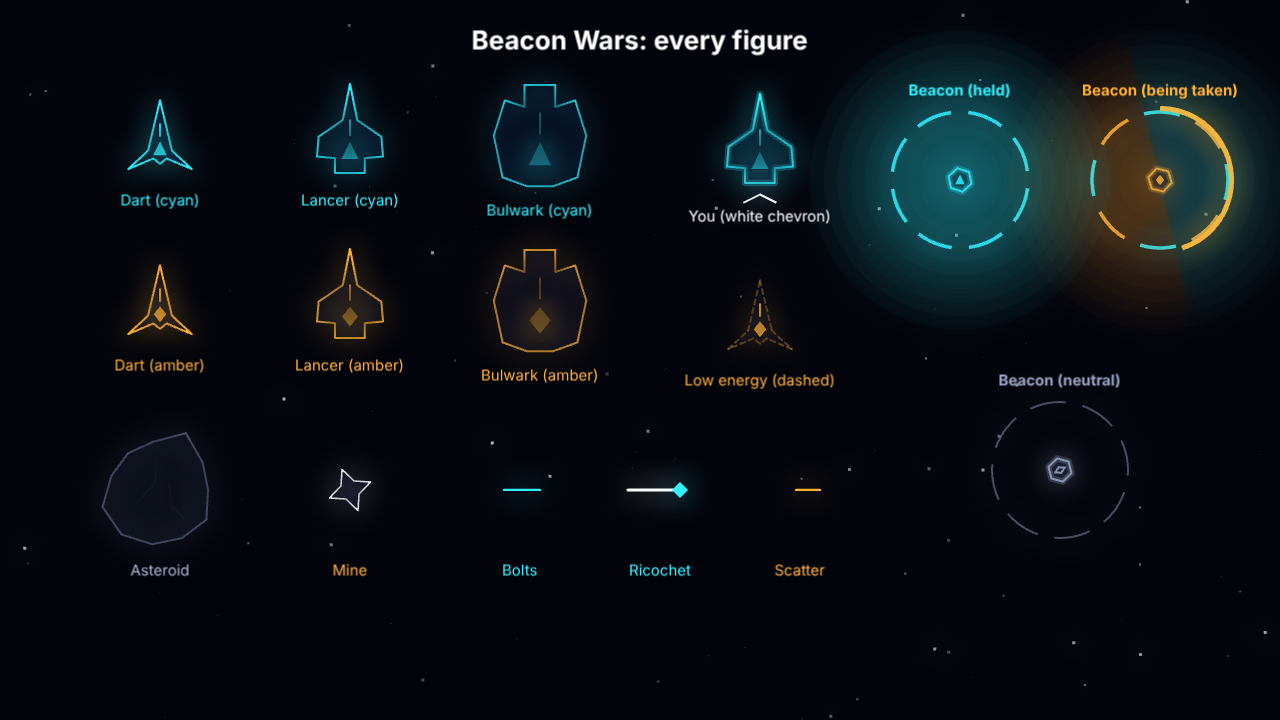 Beacon Wars: every figure
Beacon (held)
Beacon (being taken)
Dart (cyan)
Lancer (cyan)
Bulwark (cyan)
You (white chevron)
Dart (amber)
Lancer (amber)
Bulwark (amber)
Low energy (dashed)
Beacon (neutral)
Asteroid
Mine
Bolts
Ricochet
Scatter